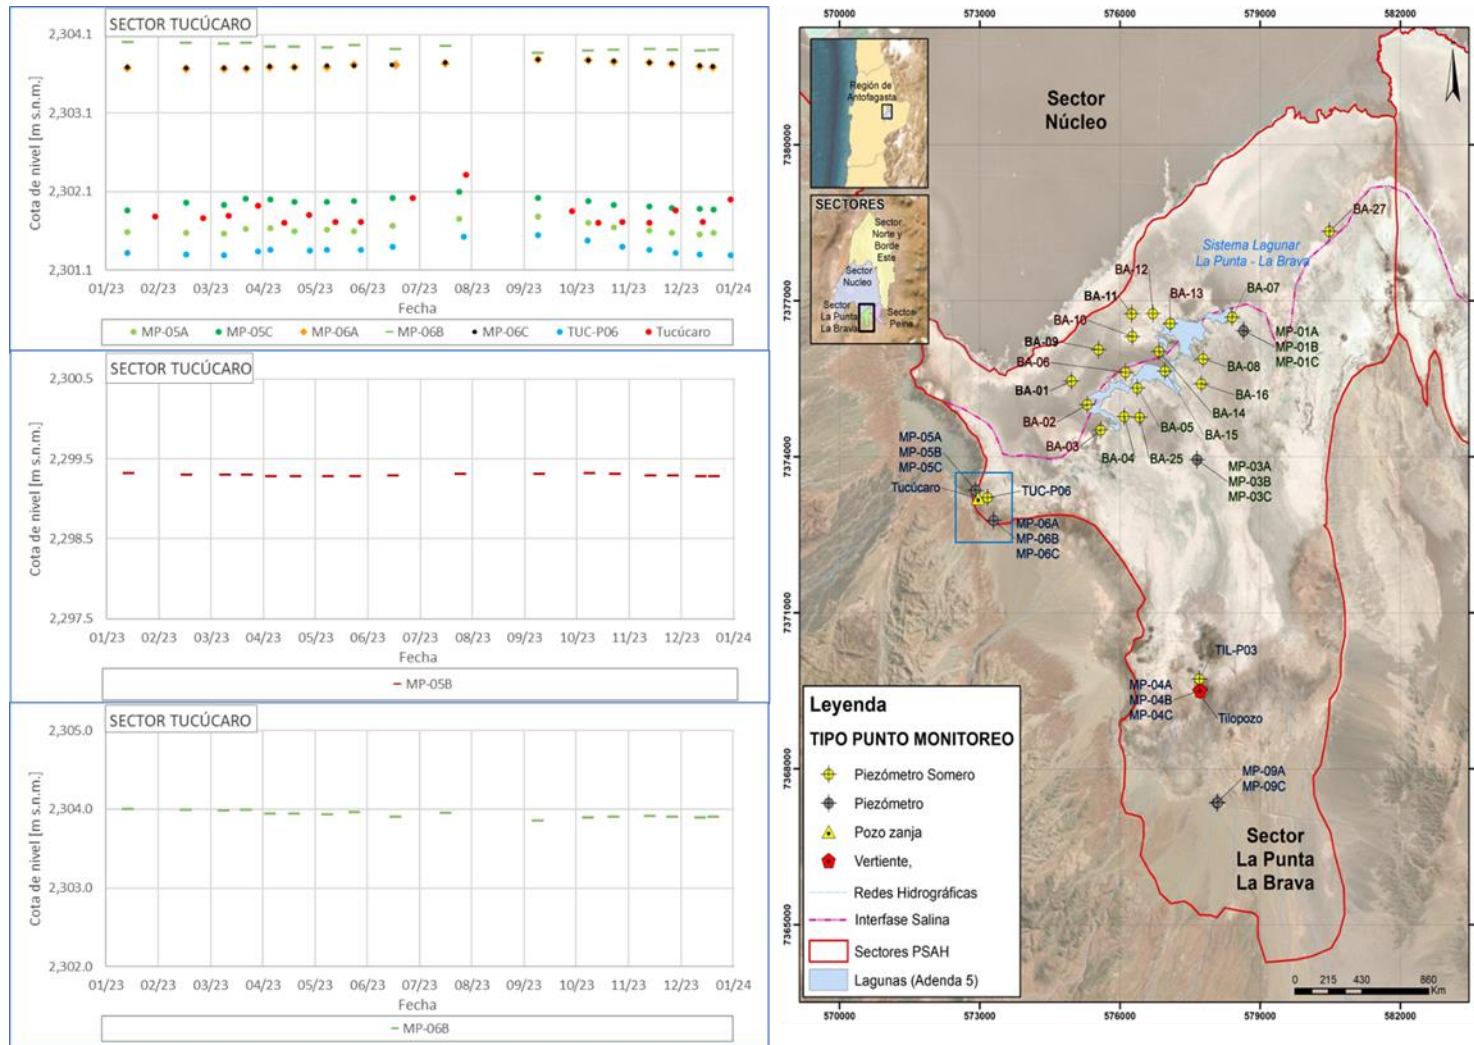 SECTOR TUCÚCARO
Cota de nivel [m s.n.m.]
2,304.1
2,303.1
2,302.1
2,301.1
01/23 02/23 03/23 04/23 05/23 06/23 07/23 08/23 09/23 10/23 11/23 12/23 01/24
Fecha
MP-05A MP-05C MP-06A MP-06B MP-06C TUC-P06 Tucúcaro
SECTOR TUCÚCARO
Cota de nivel [m s.n.m.]
2,300.5
2,299.5
2,298.5
2,297.5
01/23 02/23 03/23 04/23 05/23 06/23 07/23 08/23 09/23 10/23 11/23 12/23 01/24
Fecha
MP-05B
SECTOR TUCÚCARO
Cota de nivel [m s.n.m.]
2,305.0
2,304.0
2,303.0
2,302.0
01/23 02/23 03/23 04/23 05/23 06/23 07/23 08/23 09/23 10/23 11/23 12/23 01/24
Fecha
MP-06B
570000 573000 576000 579000 582000
7380000
7377000
7374000
7371000
7368000
7365000
Región de
Antofagasta
SECTORES
Sector
Norte y
Borde
Este
Sector
Nucleo
Sector
La Punta
La Brava
Sector
Peine
Sector
Núcleo
Sistema Lagunar
La Punta - La Brava
BA-27
BA-12
BA-13
BA-07
BA-11
BA-10
MP-01A
MP-01B
MP-01C
BA-09
BA-06
BA-08
BA-01
BA-16
BA-14
BA-02
BA-05
BA-15
BA-03
BA-04
BA-25
MP-05A
MP-05B
MP-05C
MP-03A
MP-03B
MP-03C
Tucúcaro
TUC-P06
MP-06A
MP-06B
MP-06C
TIL-P03
MP-04A
MP-04B
MP-04C
Tilopozo
MP-09A
MP-09C
Sector
La Punta
La Brava
Leyenda
TIPO PUNTO MONITOREO
Piezómetro Somero
Piezómetro
Pozo zanja
Vertiente,
Redes Hidrográficas
Interfase Salina
Sectores PSAH
Lagunas (Adenda 5)
0 215 430 860
Km
570000 573000 576000 579000 582000